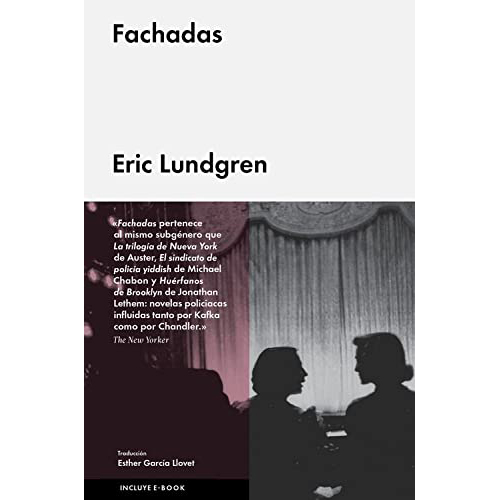 Fachadas
Eric Lundgren
«Fachadas pertenece
al mismo subgénero que
La trilogía de Nueva York
de Auster, El sindicato de
policía yiddish de Michael
Chabon y Huérfanos
de Brooklyn de Jonathan
Lethem: novelas policiacas
influidas tanto por Kafka
como por Chandler.»
The New Yorker
Traducción
Esther García Llovet
INCLUYE E-BOOK